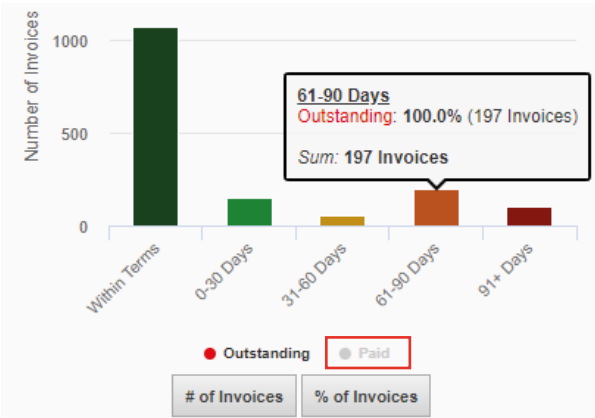 Number of Invoices
1000
500
0
61-90 Days
Outstanding: 100.0% (197 Invoices)
Sum: 197 Invoices
Within Terms
0-30 Days
31-60 Days
61-90 Days
91+ Days
Outstanding
Paid
# of Invoices
% of Invoices